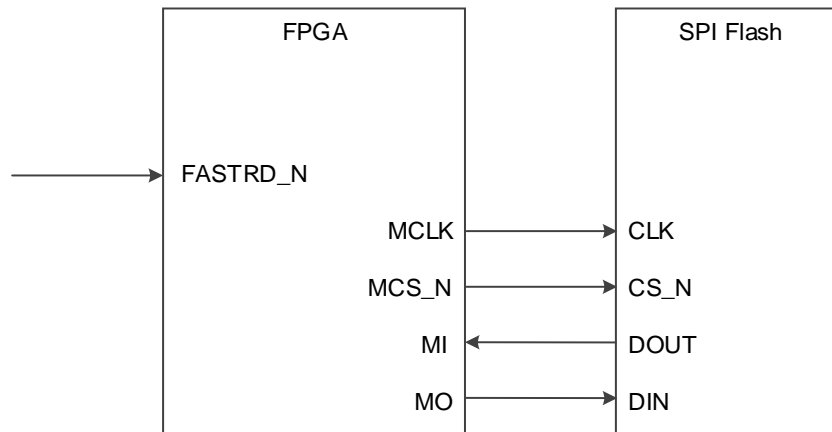 FPGA
SPI Flash
FASTRD_N
MCLK
CLK
MCS_N
CS_N
MI
DOUT
MO
DIN